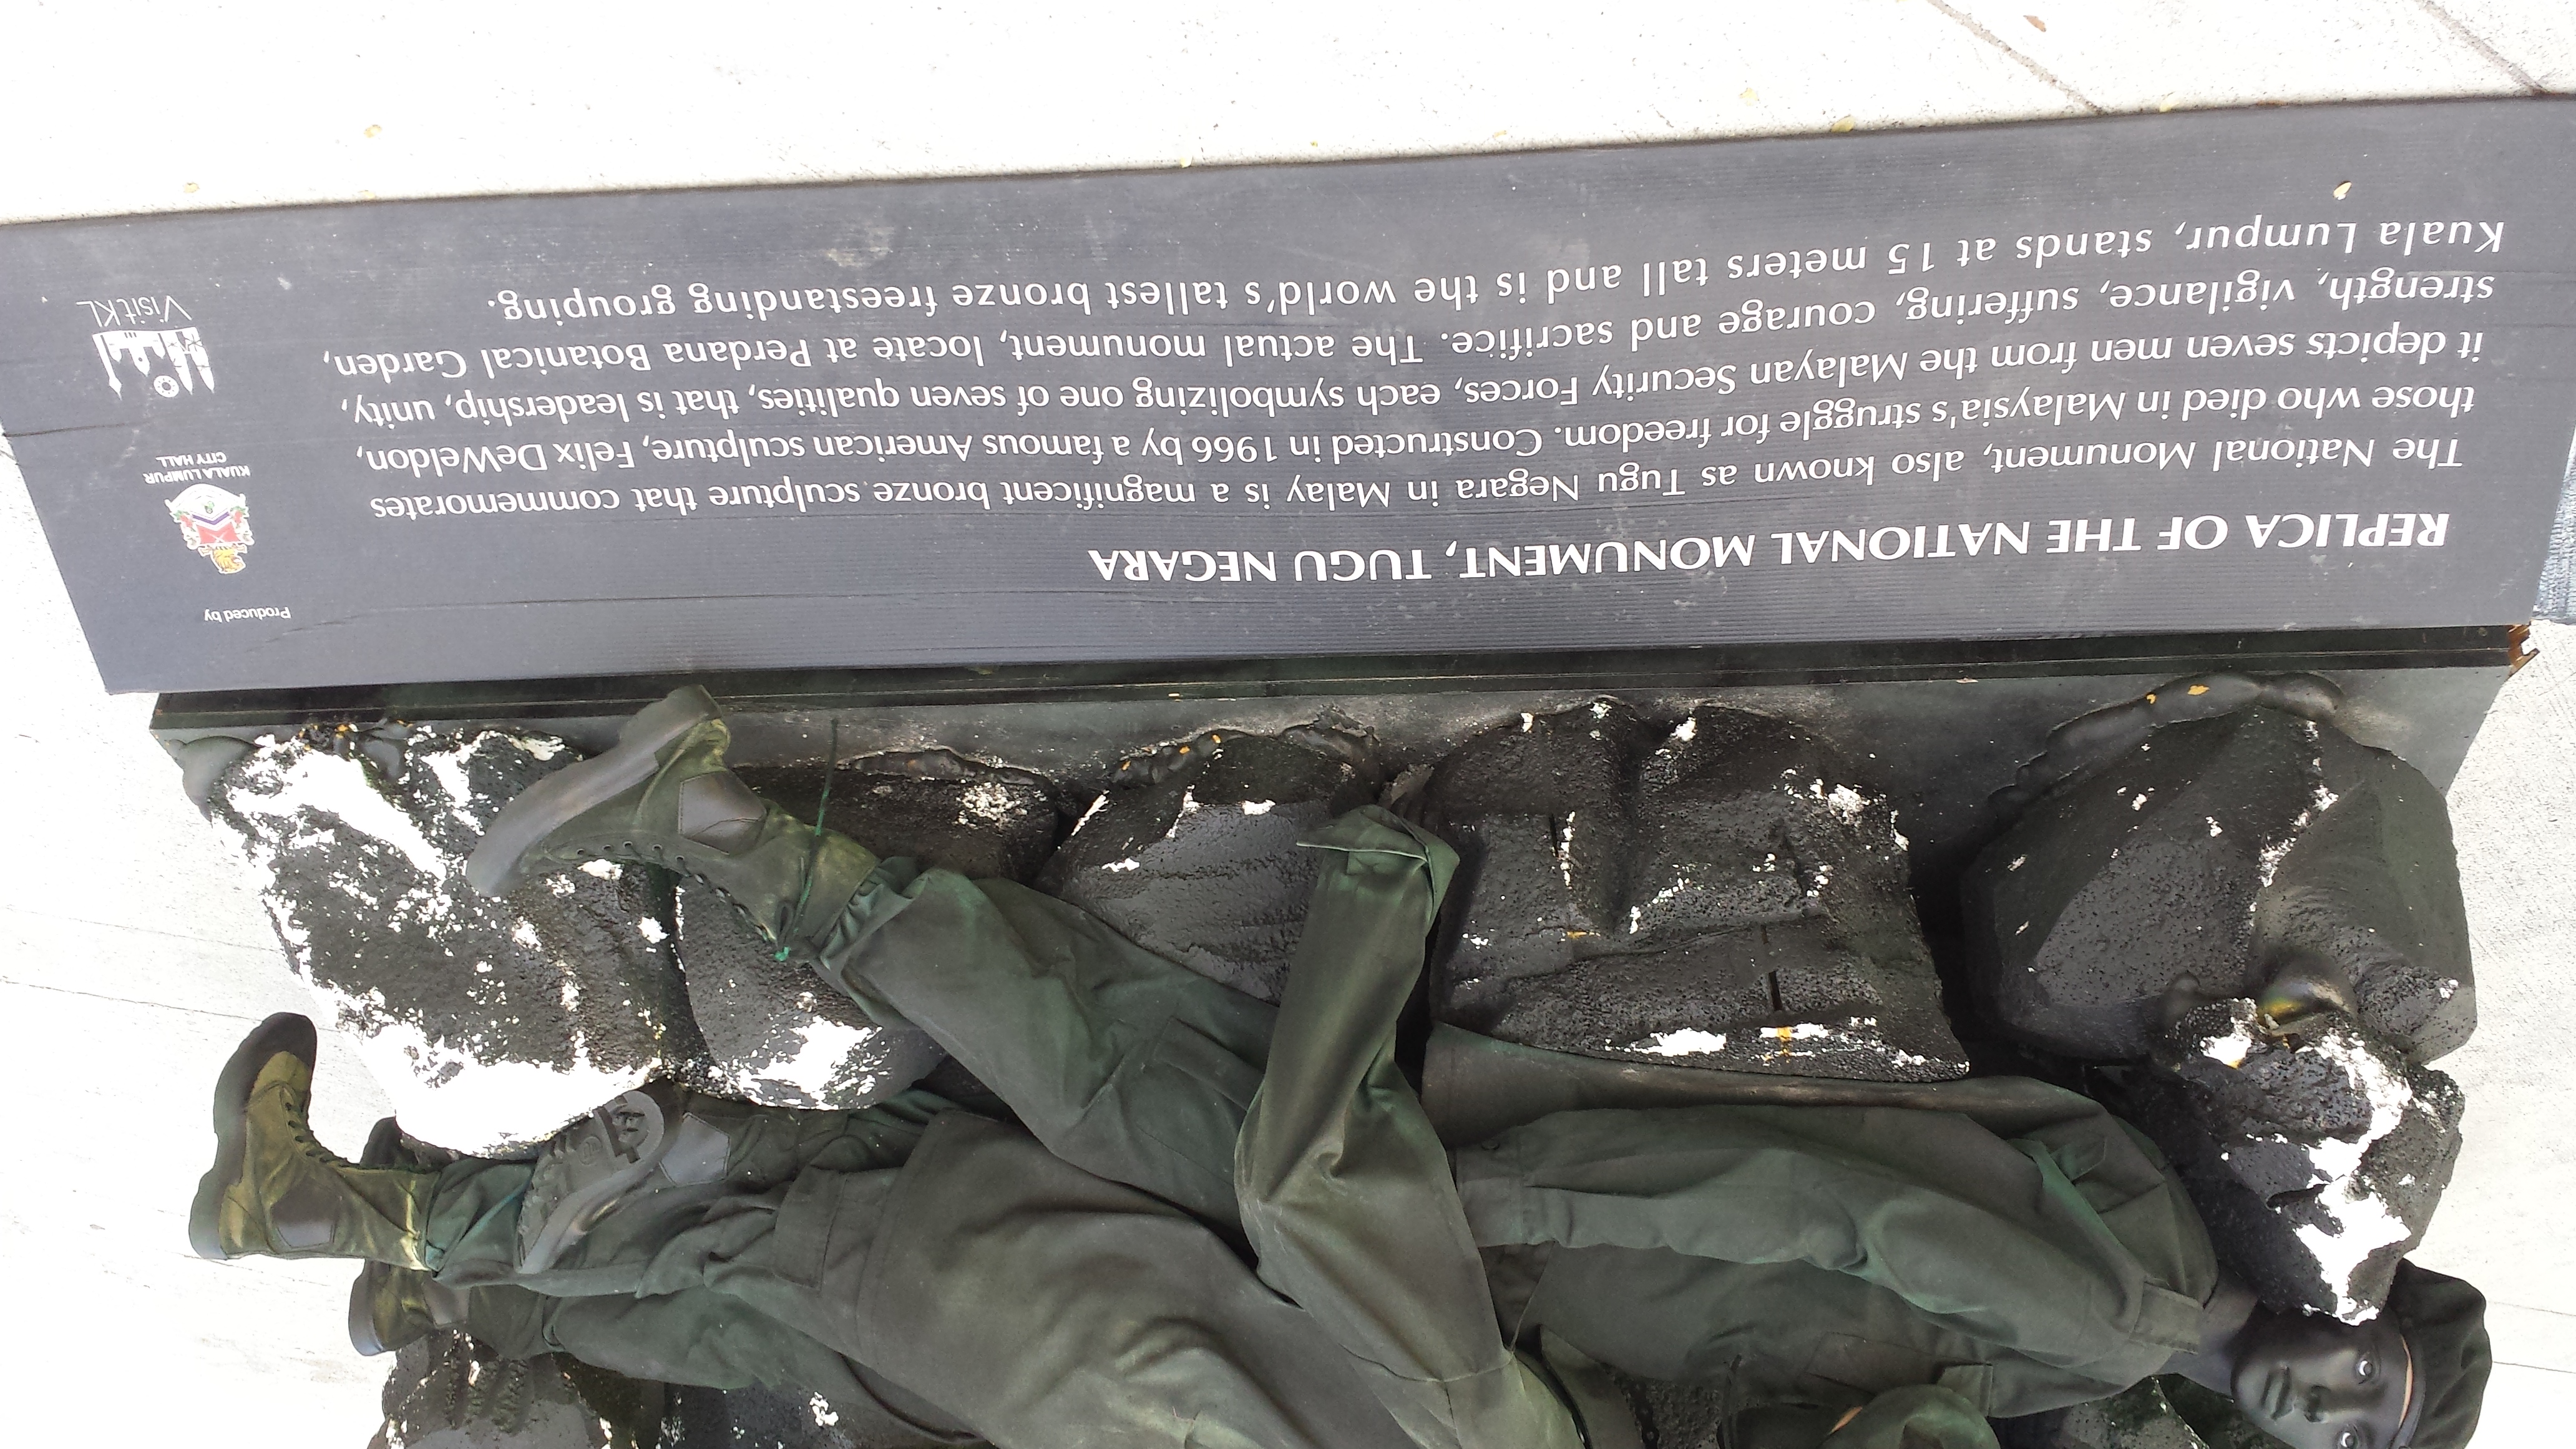 REPLICA OF THE NATIONAL MONUMENT, TUGU NEGARA
The National Monument, also known as Tugu Negara in Malay is a magnificent bronze sculpture that commemorates
those who died in Malaysia's struggle for freedom. Constructed in 1966 by a famous American sculpture, Felix DeWeldon,
it depicts seven men from the Malayan Security Forces, each symbolizing one of seven qualities, that is leadership, unity,
strength, vigilance, suffering, courage and sacrifice. The actual monument, locate at Perdana Botanical Garden,
Kuala Lumpur, stands at 15 meters tall and is the world's tallest bronze freestanding grouping.
Produced by
KUALA LUMPUR
CITY HALL
VisitKL